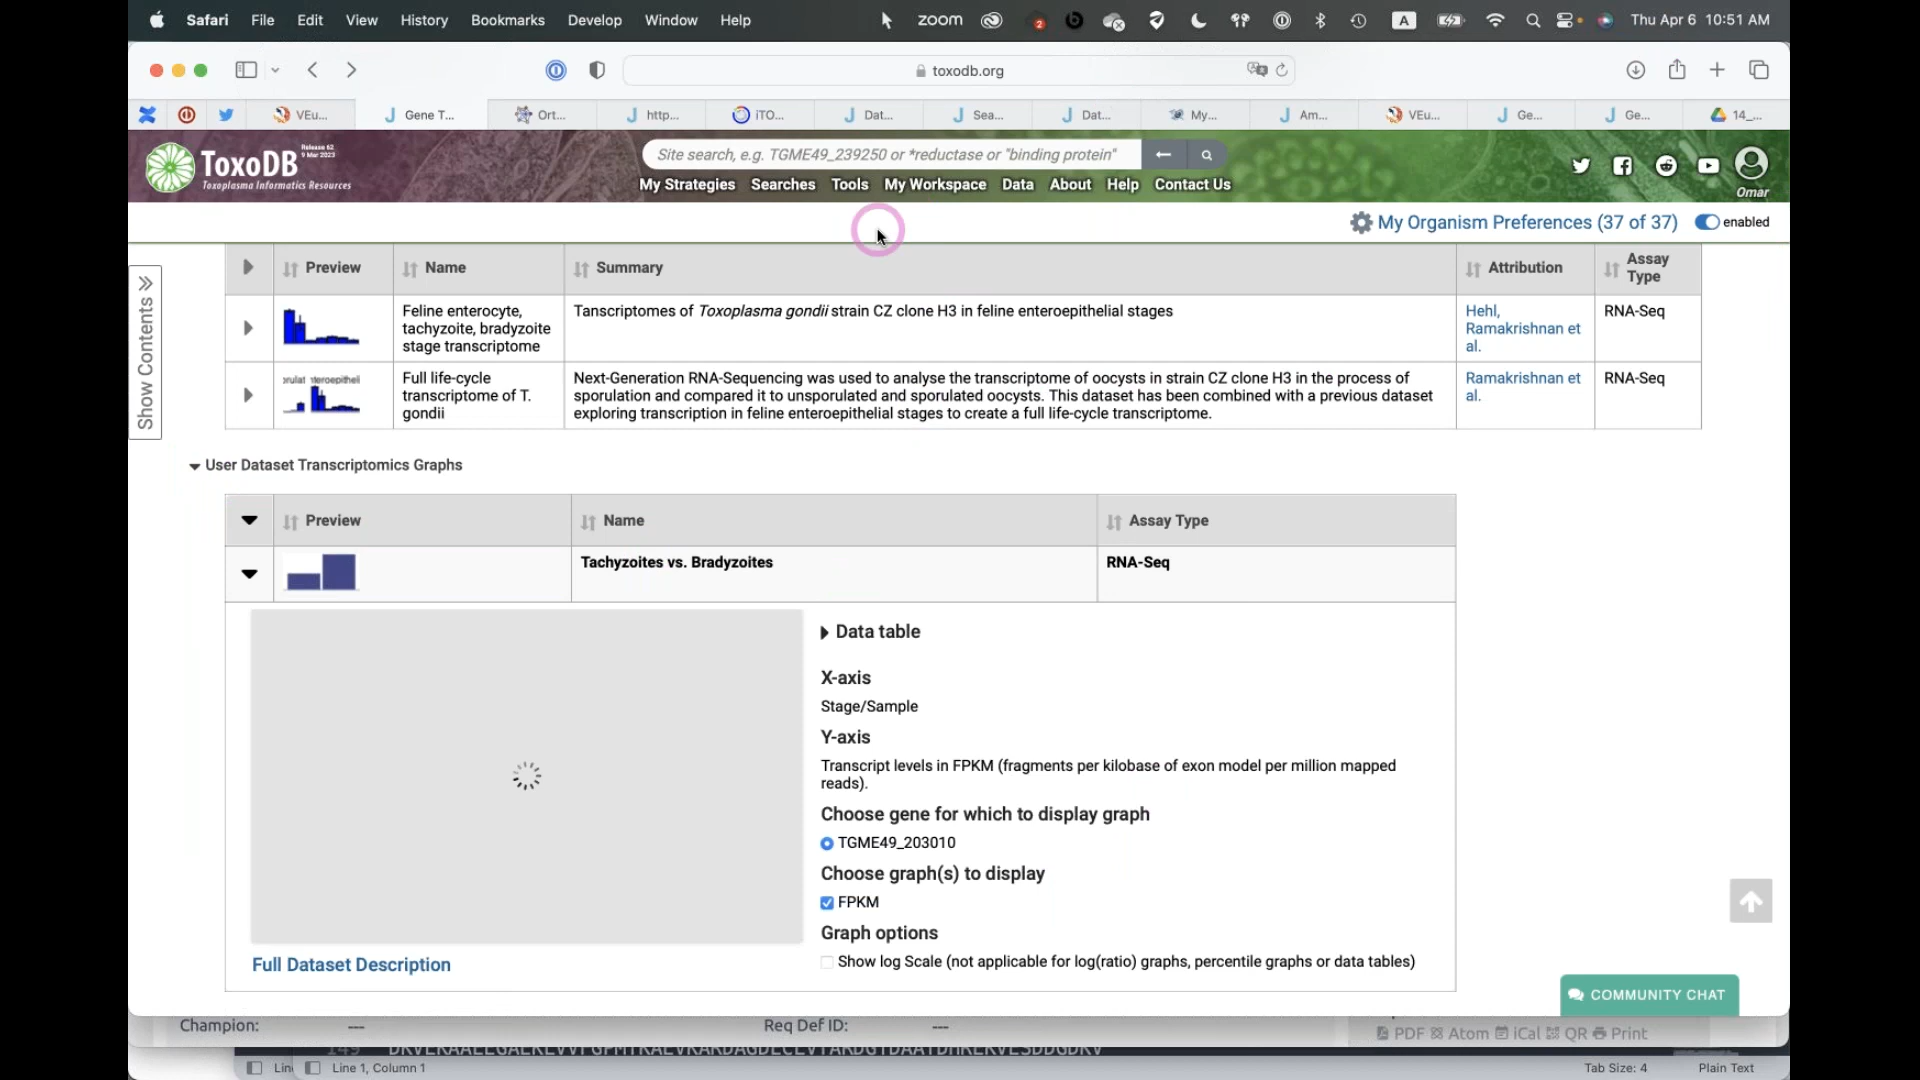 Safari File Edit View History Bookmarks Develop Window Help zoom 2 A Thu Apr 6 10:51 AM
toxodb.org
VEu... Gene T... Ort... http... iTO... Dat... Sea... Dat... My... Am... VEu... Ge... Ge... 14_...
ToxoDB Release 62
9 Mar 2023
Toxoplasma Informatics Resources
Site search, e.g. TGME49_239250 or *reductase or "binding protein"
My Strategies Searches Tools My Workspace Data About Help Contact Us
Omar
My Organism Preferences (37 of 37) enabled
Show Contents
Preview Name Summary Attribution Assay Type
Feline enterocyte, tachyzoite, bradyzoite stage transcriptome
Tanscriptomes of Toxoplasma gondii strain CZ clone H3 in feline enteroepithelial stages
Hehl, Ramakrishnan et al.
RNA-Seq
Full life-cycle transcriptome of T. gondii
Next-Generation RNA-Sequencing was used to analyse the transcriptome of oocysts in strain CZ clone H3 in the process of
sporulation and compared it to unsporulated and sporulated oocysts. This dataset has been combined with a previous dataset
exploring transcription in feline enteroepithelial stages to create a full life-cycle transcriptome.
Ramakrishnan et al.
RNA-Seq
User Dataset Transcriptomics Graphs
Preview Name Assay Type
Tachyzoites vs. Bradyzoites RNA-Seq
Data table
X-axis
Stage/Sample
Y-axis
Transcript levels in FPKM (fragments per kilobase of exon model per million mapped
reads).
Choose gene for which to display graph
TGME49_203010
Choose graph(s) to display
FPKM
Graph options
Show log Scale (not applicable for log(ratio) graphs, percentile graphs or data tables)
Full Dataset Description
COMMUNITY CHAT
Champion: --- Req Def ID: ---
PDF Atom iCal QR Print
Line 1, Column 1 Tab Size: 4 Plain Text